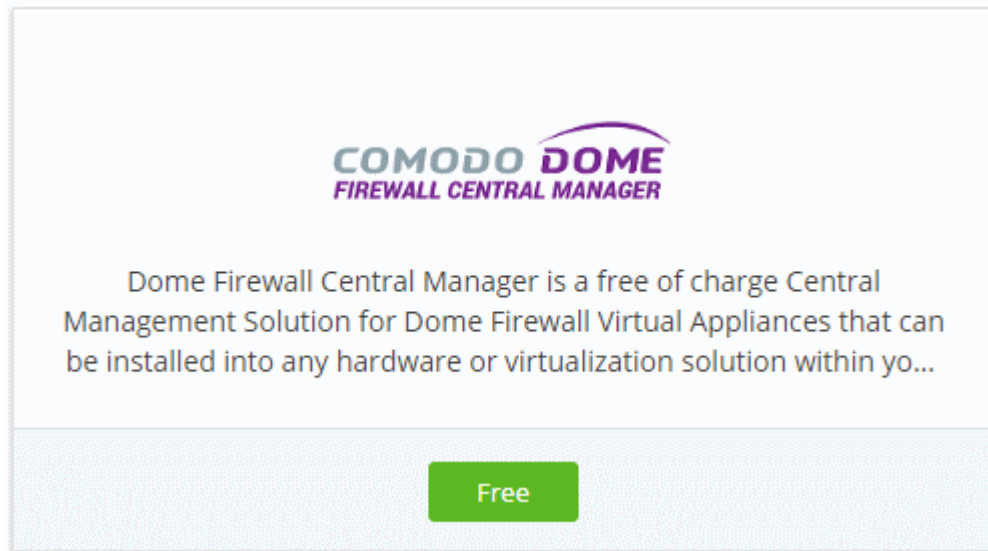 COMODO DOME
FIREWALL CENTRAL MANAGER
Dome Firewall Central Manager is a free of charge Central
Management Solution for Dome Firewall Virtual Appliances that can
be installed into any hardware or virtualization solution within yo...
Free